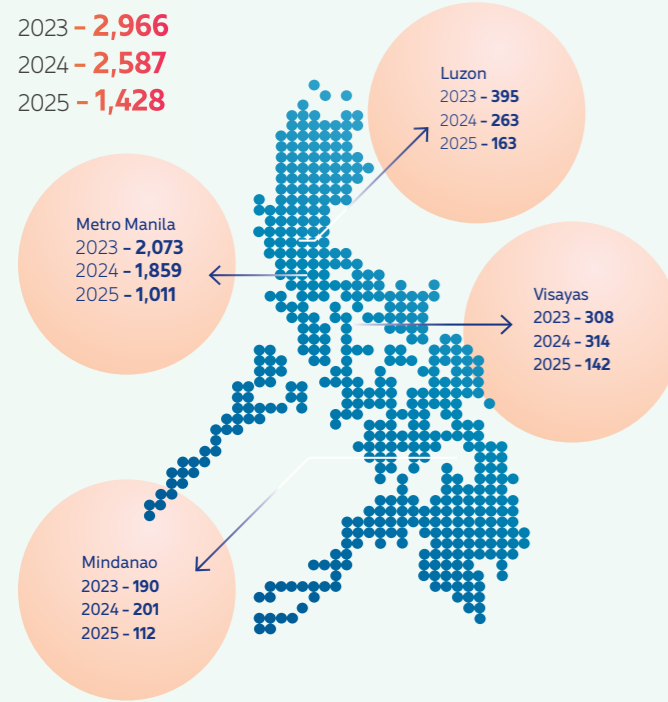 2023 – 2,966
2024 – 2,587
2025 – 1,428
Luzon
2023 – 395
2024 – 263
2025 – 163
Metro Manila
2023 – 2,073
2024 – 1,859
2025 – 1,011
Visayas
2023 – 308
2024 – 314
2025 – 142
Mindanao
2023 – 190
2024 – 201
2025 – 112